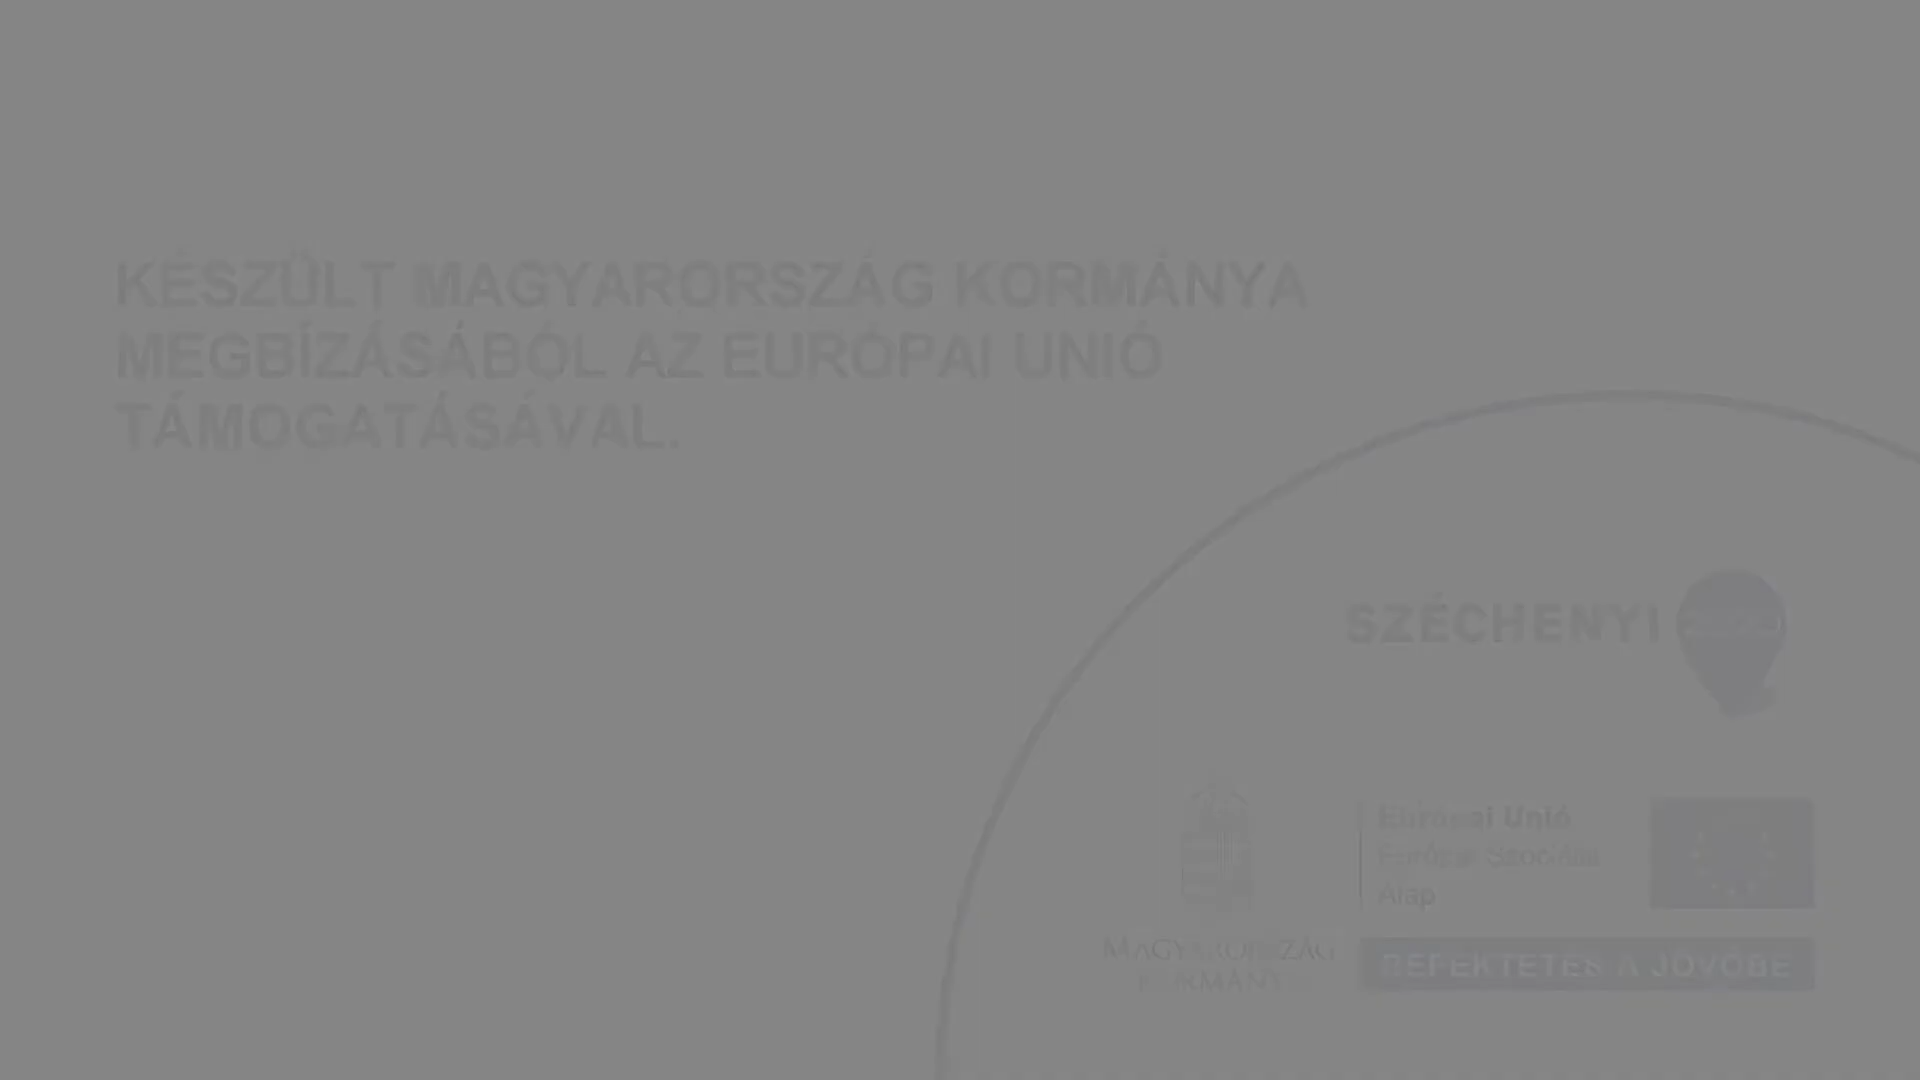 KÉSZÜLT MAGYARORSZÁG KORMÁNYA
MEGBÍZÁSÁBÓL AZ EURÓPAI UNIÓ
TÁMOGATÁSÁVAL.
SZÉCHENYI
Európai Unió
Európai Szociális
Alap
MAGYARORSZÁG
KORMÁNYA
BEFEKTETÉS A JÖVŐBE